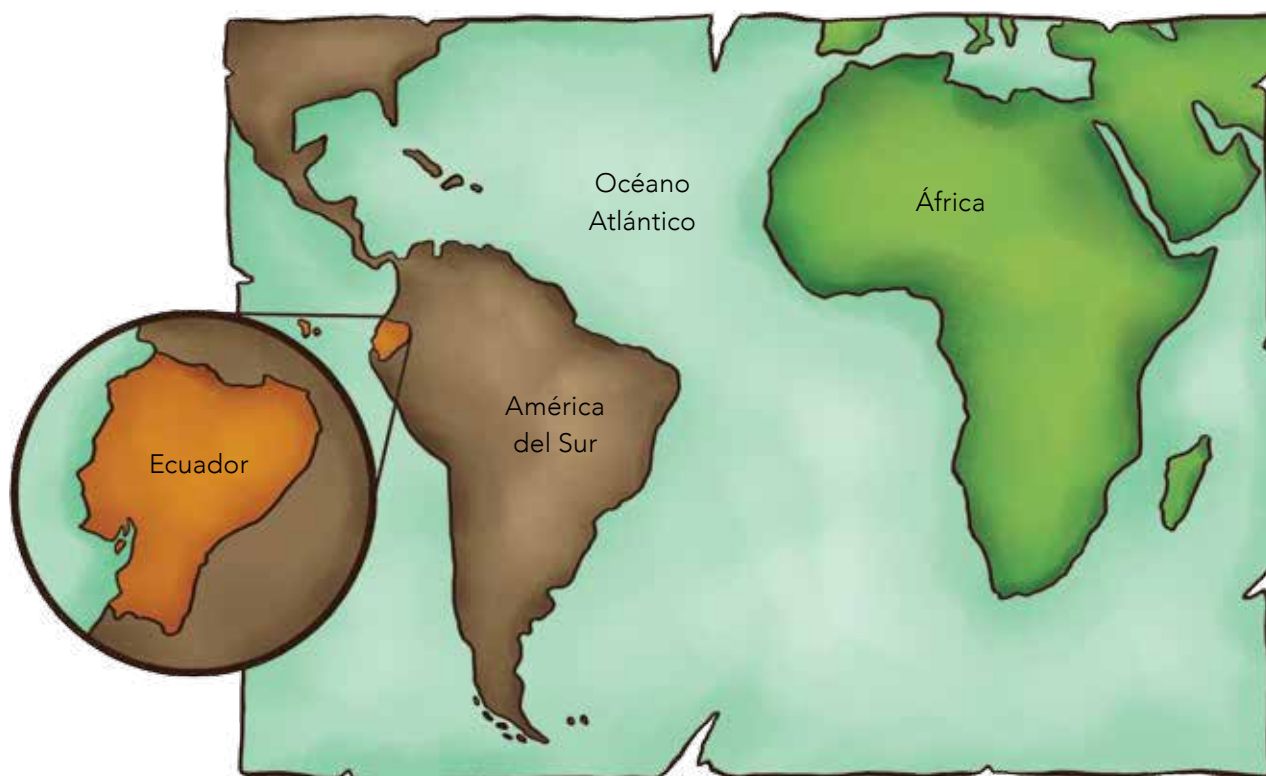 Océano
Atlántico
África
América
del Sur
Ecuador